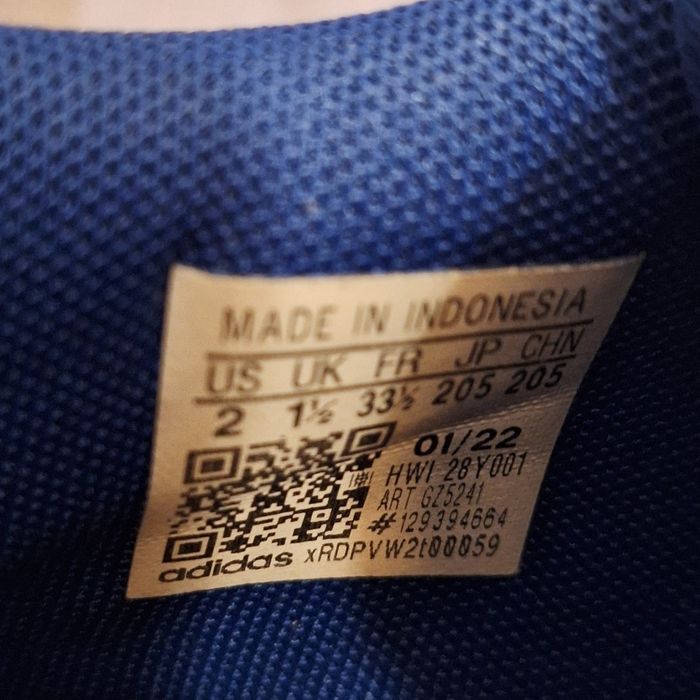 MADE IN INDONESIA
US UK FR JP CHN
2 1½ 33½ 205 205
01/22
HWI 28Y001
ART GZ5241
#129394664
adidas xRDPVW2t00059